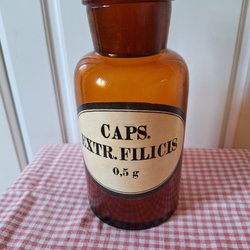 CAPS.
EXTR. FILICIS
0,5 g